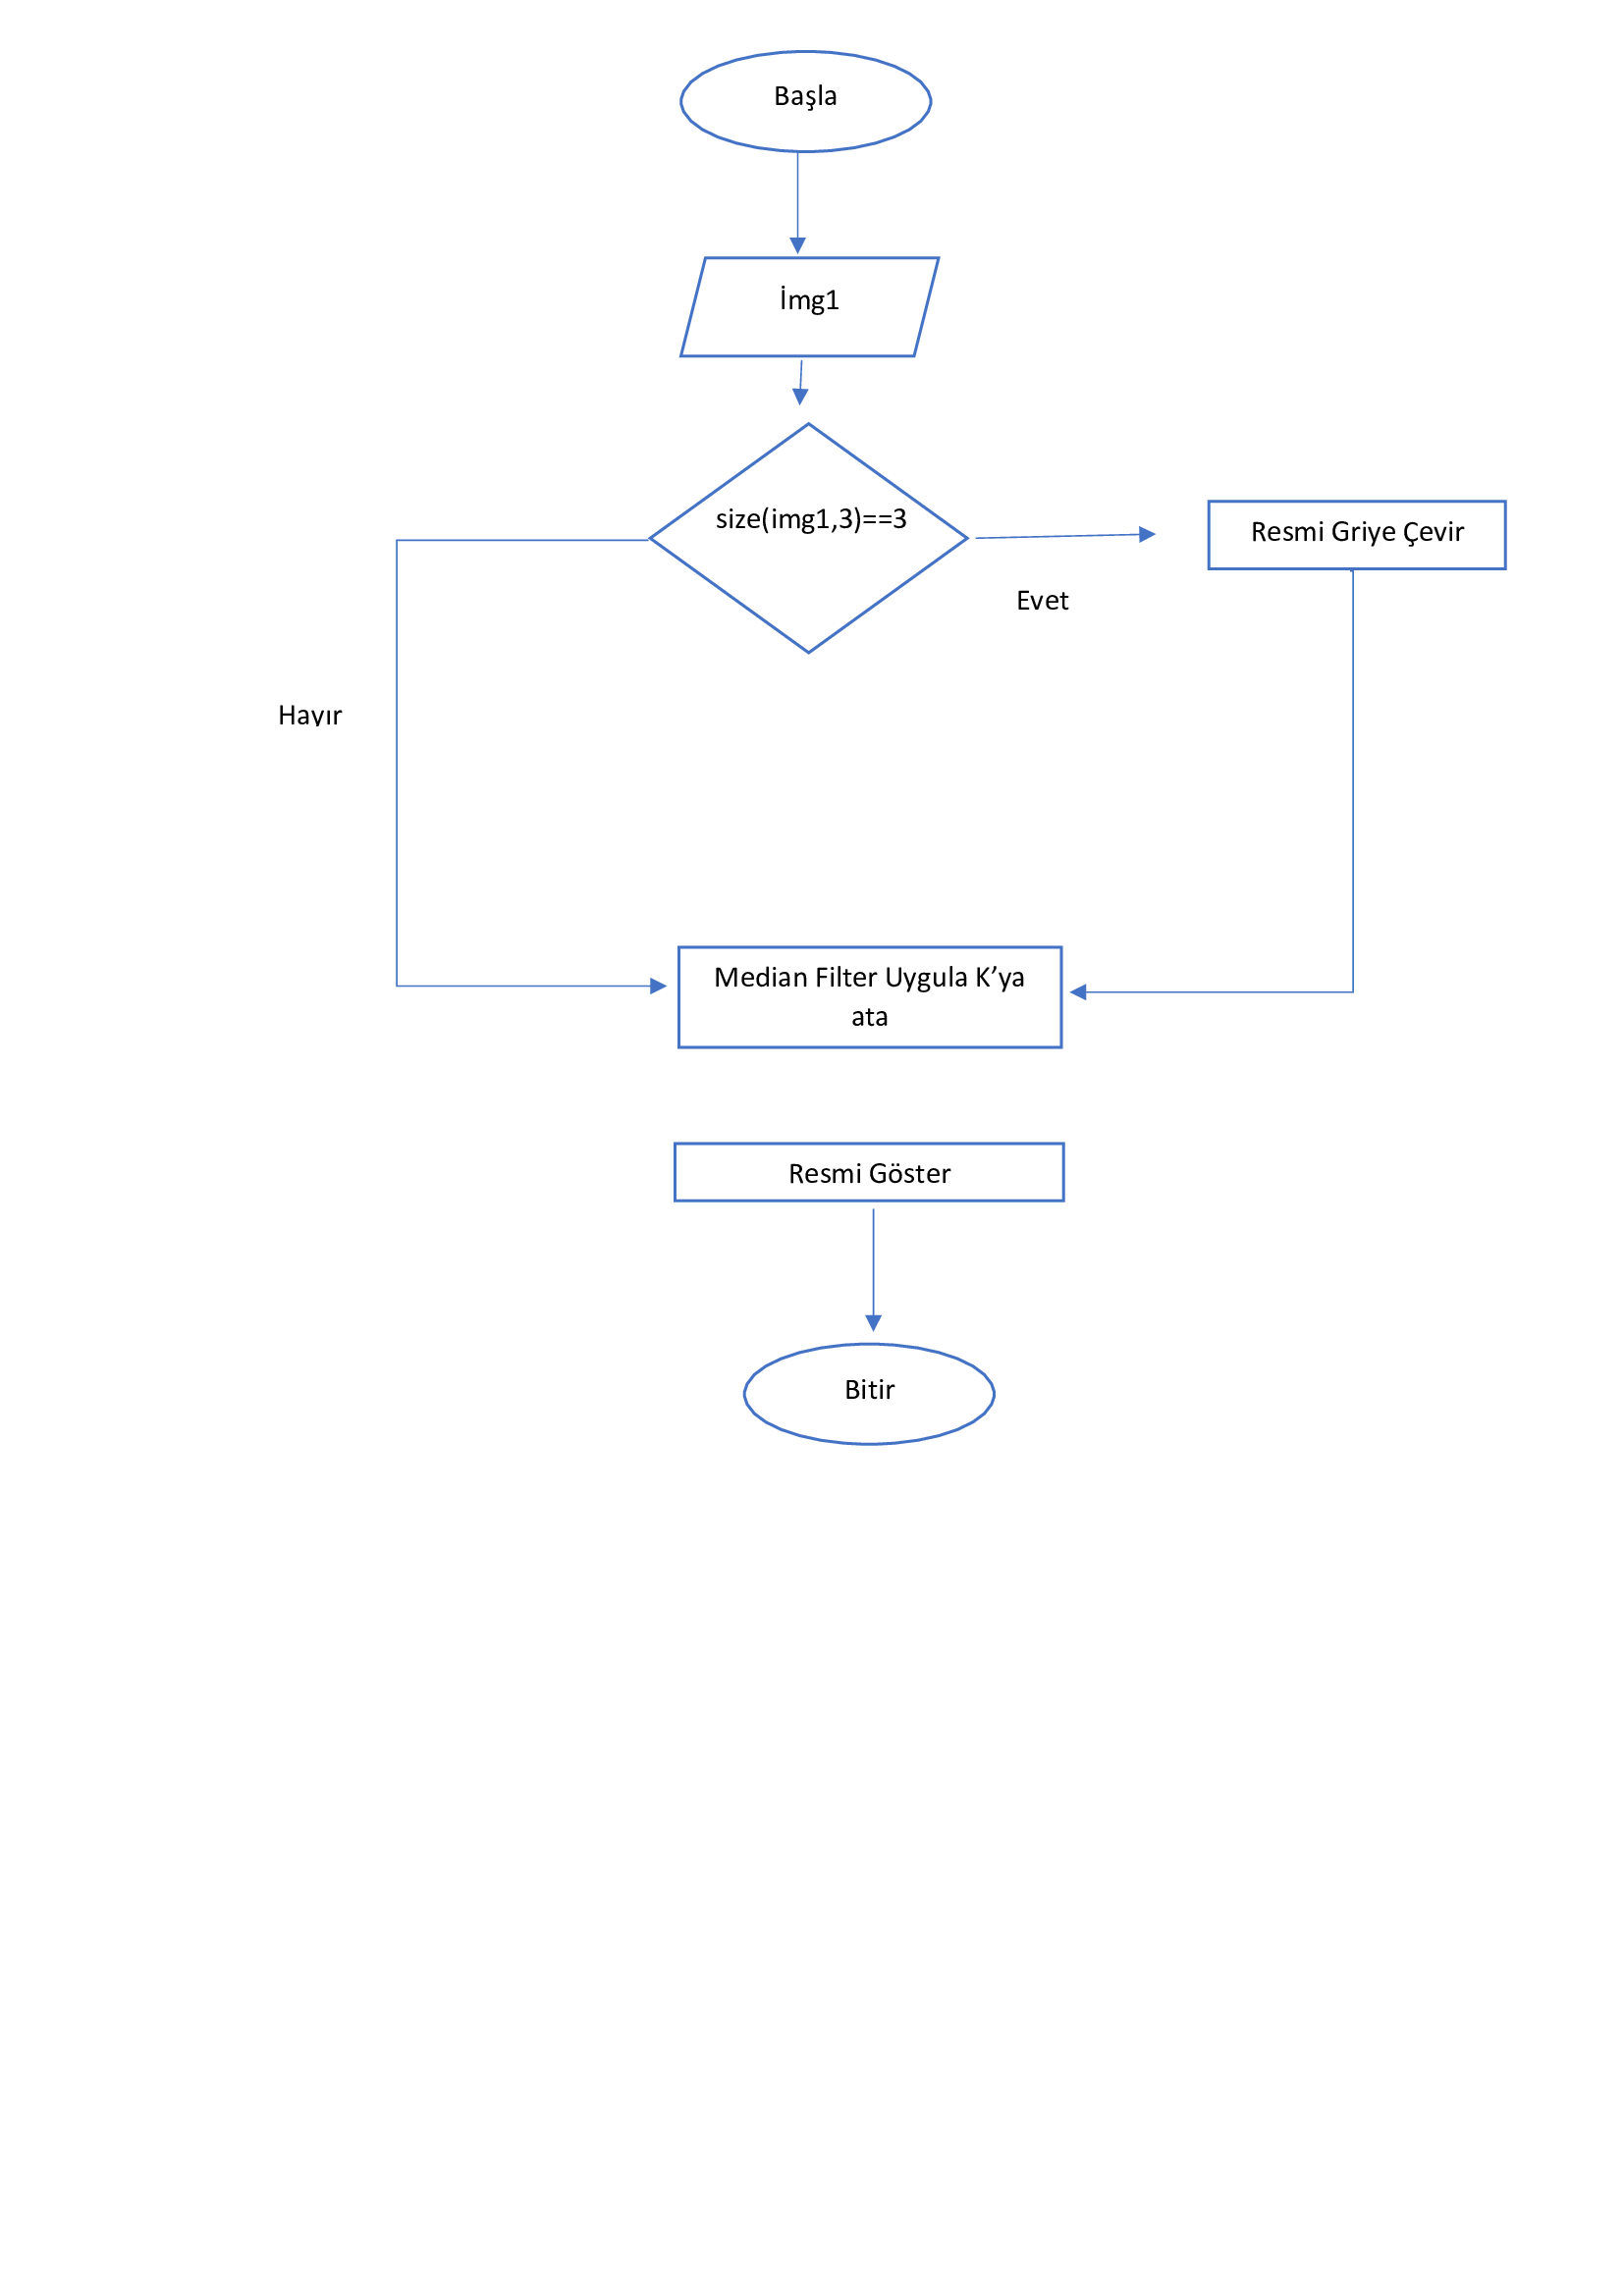 Başla
İmg1
size(img1,3)==3
Resmi Griye Çevir
Evet
Hayır
Median Filter Uygula K’ya
ata
Resmi Göster
Bitir